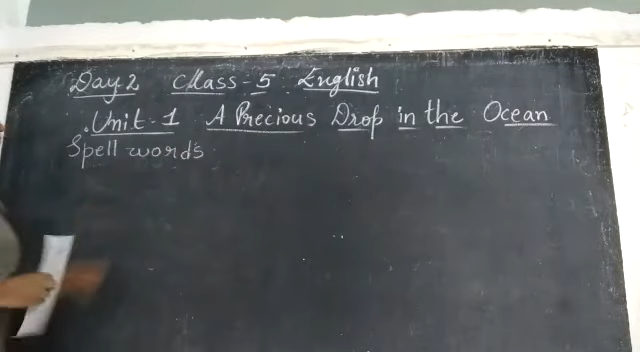 Day 2 Class - 5 English
Unit - 1 A Precious Drop in the Ocean
Spell words